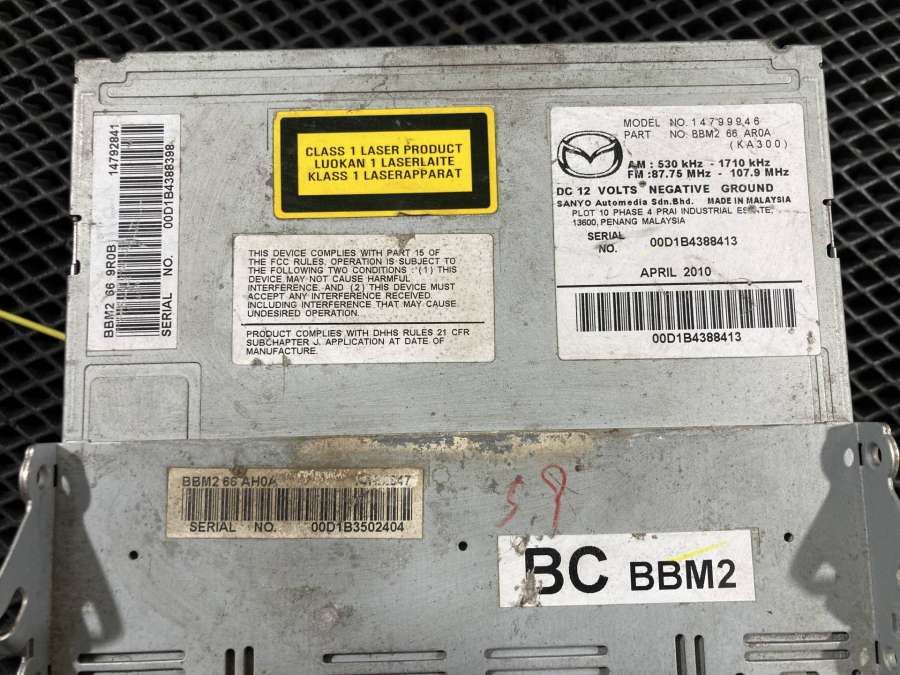 14792841
BBM2 66 9R0B
00D1B4388398
SERIAL NO.
CLASS 1 LASER PRODUCT
LUOKAN 1 LASERLAITE
KLASS 1 LASERAPPARAT
THIS DEVICE COMPLIES WITH PART 15 OF
THE FCC RULES, OPERATION IS SUBJECT TO
THE FOLLOWING TWO CONDITIONS : (1) THIS
DEVICE MAY NOT CAUSE HARMFUL
INTERFERENCE. AND (2) THIS DEVICE MUST
ACCEPT ANY INTERFERENCE RECEIVED.
INCLUDING INTERFERENCE THAT MAY CAUSE
UNDESIRED OPERATION.
PRODUCT COMPLIES WITH DHHS RULES 21 CFR
SUBCHAPTER J. APPLICATION AT DATE OF
MANUFACTURE.
MODEL NO. 14799946
PART NO. BBM2 66 AR0A
(KA300)
AM : 530 kHz - 1710 kHz
FM : 87.75 MHz - 107.9 MHz
DC 12 VOLTS NEGATIVE GROUND
SANYO Automedia Sdn.Bhd. MADE IN MALAYSIA
PLOT 10 PHASE 4 PRAI INDUSTRIAL ESTATE,
13600, PENANG MALAYSIA
SERIAL NO. 00D1B4388413
APRIL 2010
00D1B4388413
BBM2 66 AH0A
SERIAL NO. 00D1B3502404
BC BBM2